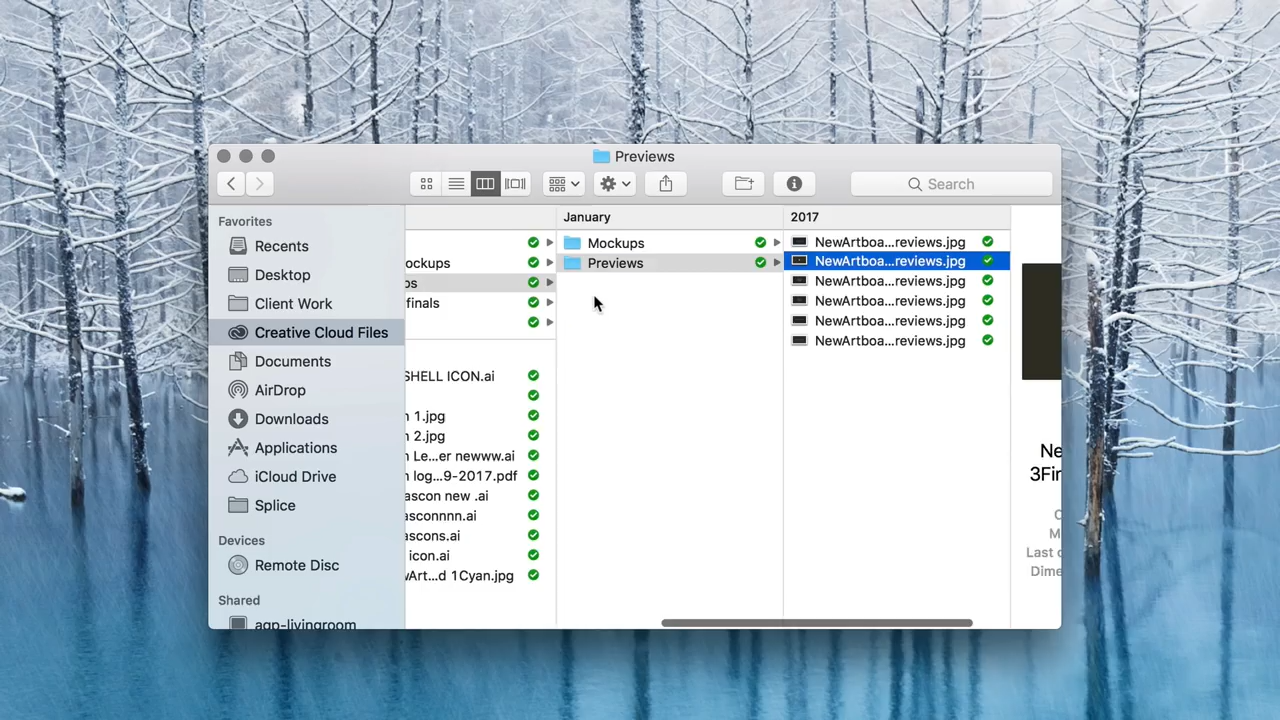 Previews
Search
Favorites
Recents
Desktop
Client Work
Creative Cloud Files
Documents
AirDrop
Downloads
Applications
iCloud Drive
Splice
Devices
Remote Disc
Shared
agp-livingroom
ockups
ps
finals
SHELL ICON.ai
n 1.jpg
n 2.jpg
n Le...er newww.ai
n log...9-2017.pdf
ascon new .ai
asconnnn.ai
ascons.ai
icon.ai
wArt...d 1Cyan.jpg
January
Mockups
Previews
2017
NewArtboa...reviews.jpg
NewArtboa...reviews.jpg
NewArtboa...reviews.jpg
NewArtboa...reviews.jpg
NewArtboa...reviews.jpg
NewArtboa...reviews.jpg
Ne
3Fir
C
M
Last o
Dime